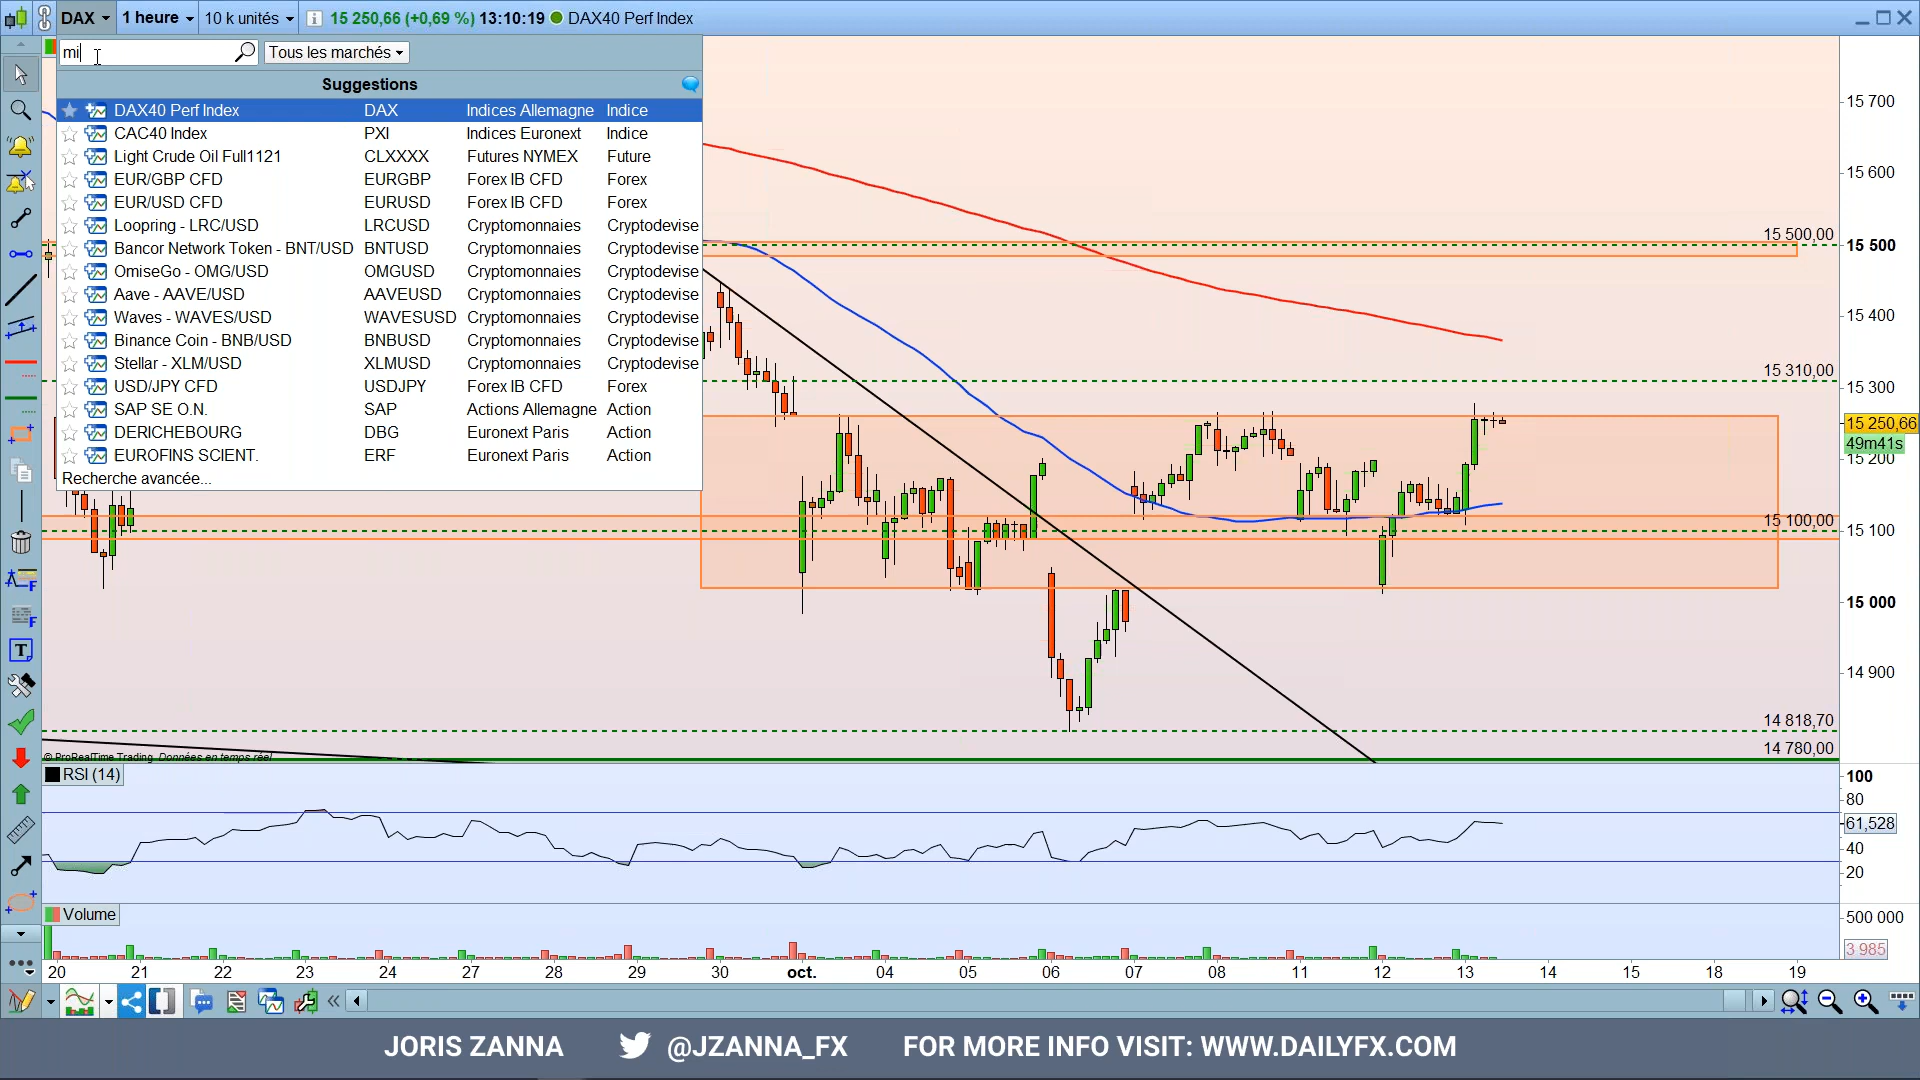 DAX 1 heure 10 k unités 15 250,66 (+0,69 %) 13:10:19 DAX40 Perf Index
mi Tous les marchés
Suggestions
DAX40 Perf Index DAX Indices Allemagne Indice
CAC40 Index PXI Indices Euronext Indice
Light Crude Oil Full1121 CLXXXX Futures NYMEX Future
EUR/GBP CFD EURGBP Forex IB CFD Forex
EUR/USD CFD EURUSD Forex IB CFD Forex
Loopring - LRC/USD LRCUSD Cryptomonnaies Cryptodevise
Bancor Network Token - BNT/USD BNTUSD Cryptomonnaies Cryptodevise
OmiseGo - OMG/USD OMGUSD Cryptomonnaies Cryptodevise
Aave - AAVE/USD AAVEUSD Cryptomonnaies Cryptodevise
Waves - WAVES/USD WAVESUSD Cryptomonnaies Cryptodevise
Binance Coin - BNB/USD BNBUSD Cryptomonnaies Cryptodevise
Stellar - XLM/USD XLMUSD Cryptomonnaies Cryptodevise
USD/JPY CFD USDJPY Forex IB CFD Forex
SAP SE O.N. SAP Actions Allemagne Action
DERICHEBOURG DBG Euronext Paris Action
EUROFINS SCIENT. ERF Euronext Paris Action
Recherche avancée...
15 700
15 600
15 500,00
15 500
15 400
15 310,00
15 300
15 250,66
49m41s
15 200
15 100,00
15 100
15 000
14 900
14 818,70
14 780,00
© ProRealTime Trading Données en temps réel
RSI (14)
100
80
61,528
40
20
Volume
500 000
3 985
20 21 22 23 24 27 28 29 30 oct. 04 05 06 07 08 11 12 13 14 15 18 19
F
F
T
JORIS ZANNA @JZANNA_FX FOR MORE INFO VISIT: WWW.DAILYFX.COM